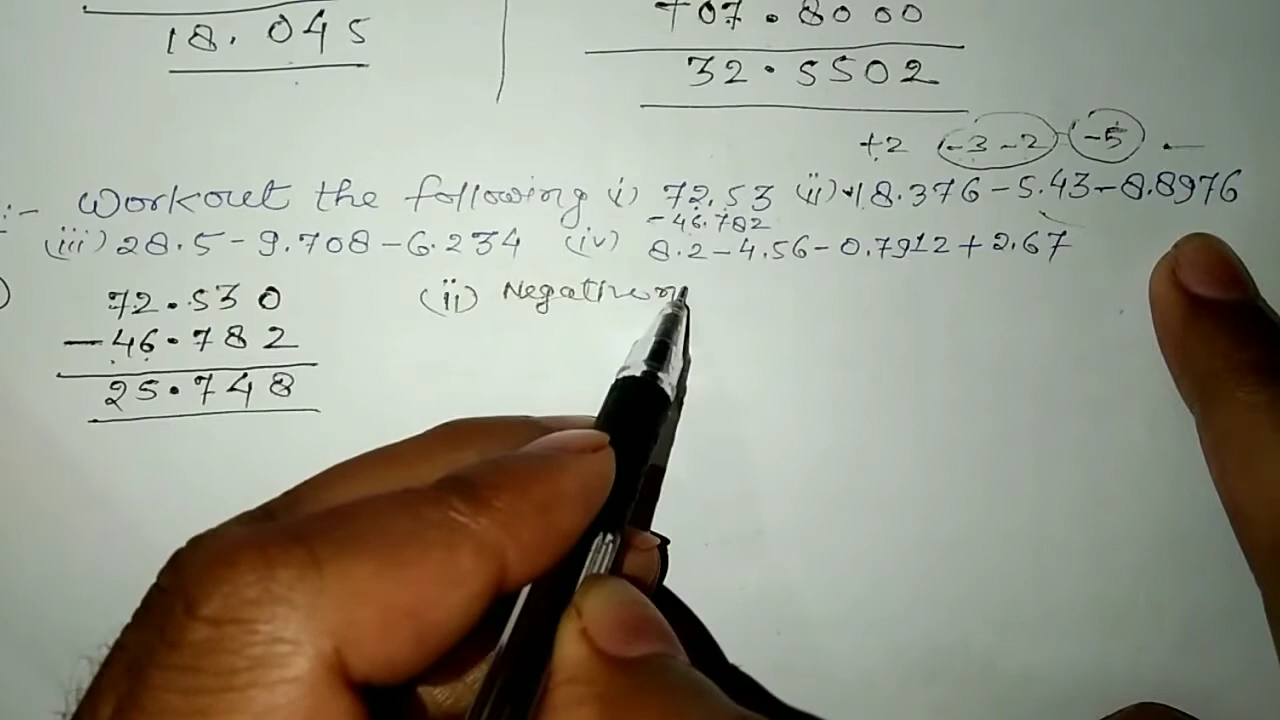 18.045
+07.8000
32.5502
+2 -3-2 -5
:- Workout the following i) 72.53 ii) 18.376-5.43-8.8976
-46.782
(iii) 28.5-9.708-6.234 (iv) 8.2-4.56-0.7912+2.67
) 72.530 (ii) Negative n
-46.782
25.748